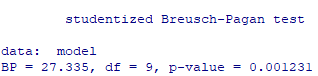 studentized Breusch-Pagan test
data:  model
BP = 27.335, df = 9, p-value = 0.001231